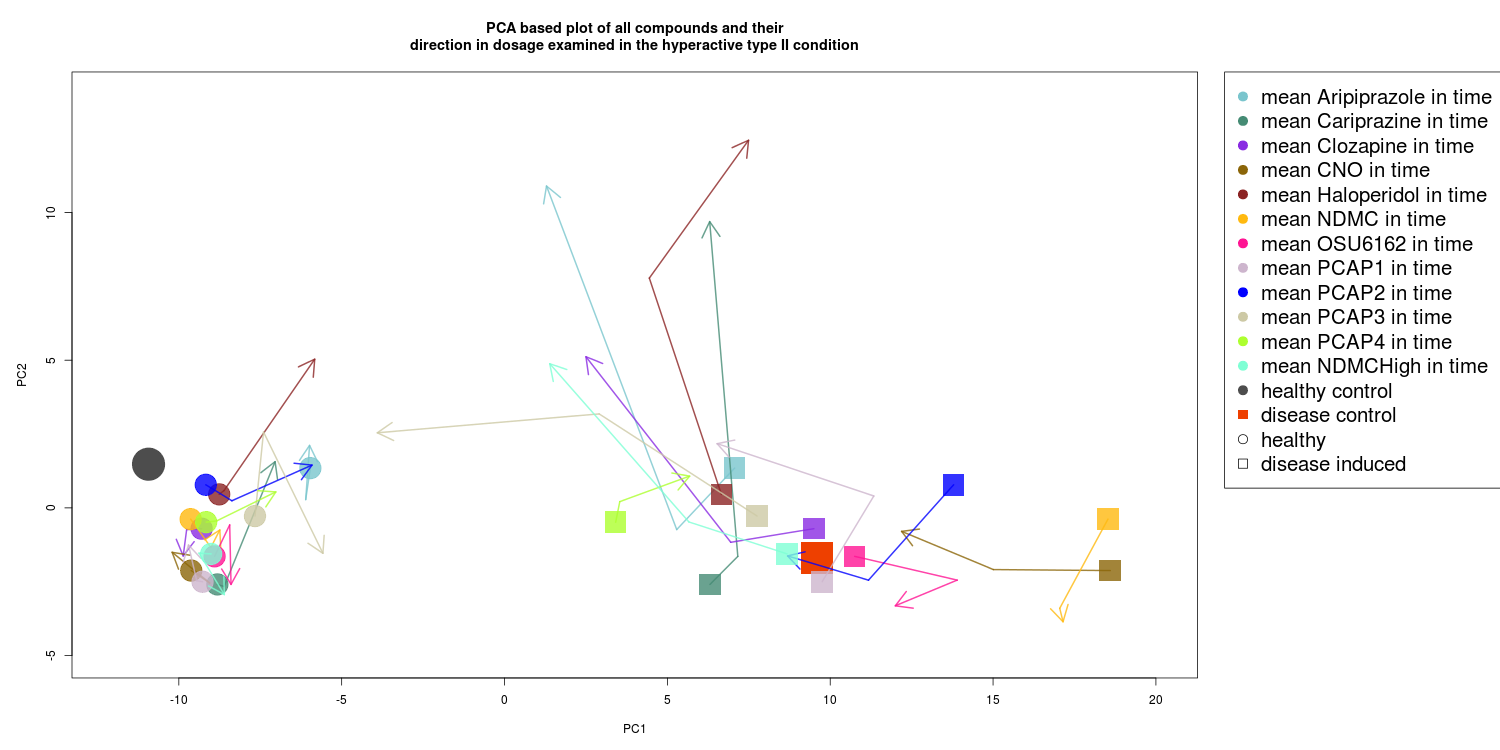 PCA based plot of all compounds and their
direction in dosage examined in the hyperactive type II condition
PC2
10
5
0
-5
-10
-5
0
5
10
15
20
PC1
mean Aripiprazole in time
mean Cariprazine in time
mean Clozapine in time
mean CNO in time
mean Haloperidol in time
mean NDMC in time
mean OSU6162 in time
mean PCAP1 in time
mean PCAP2 in time
mean PCAP3 in time
mean PCAP4 in time
mean NDMCHigh in time
healthy control
disease control
healthy
disease induced